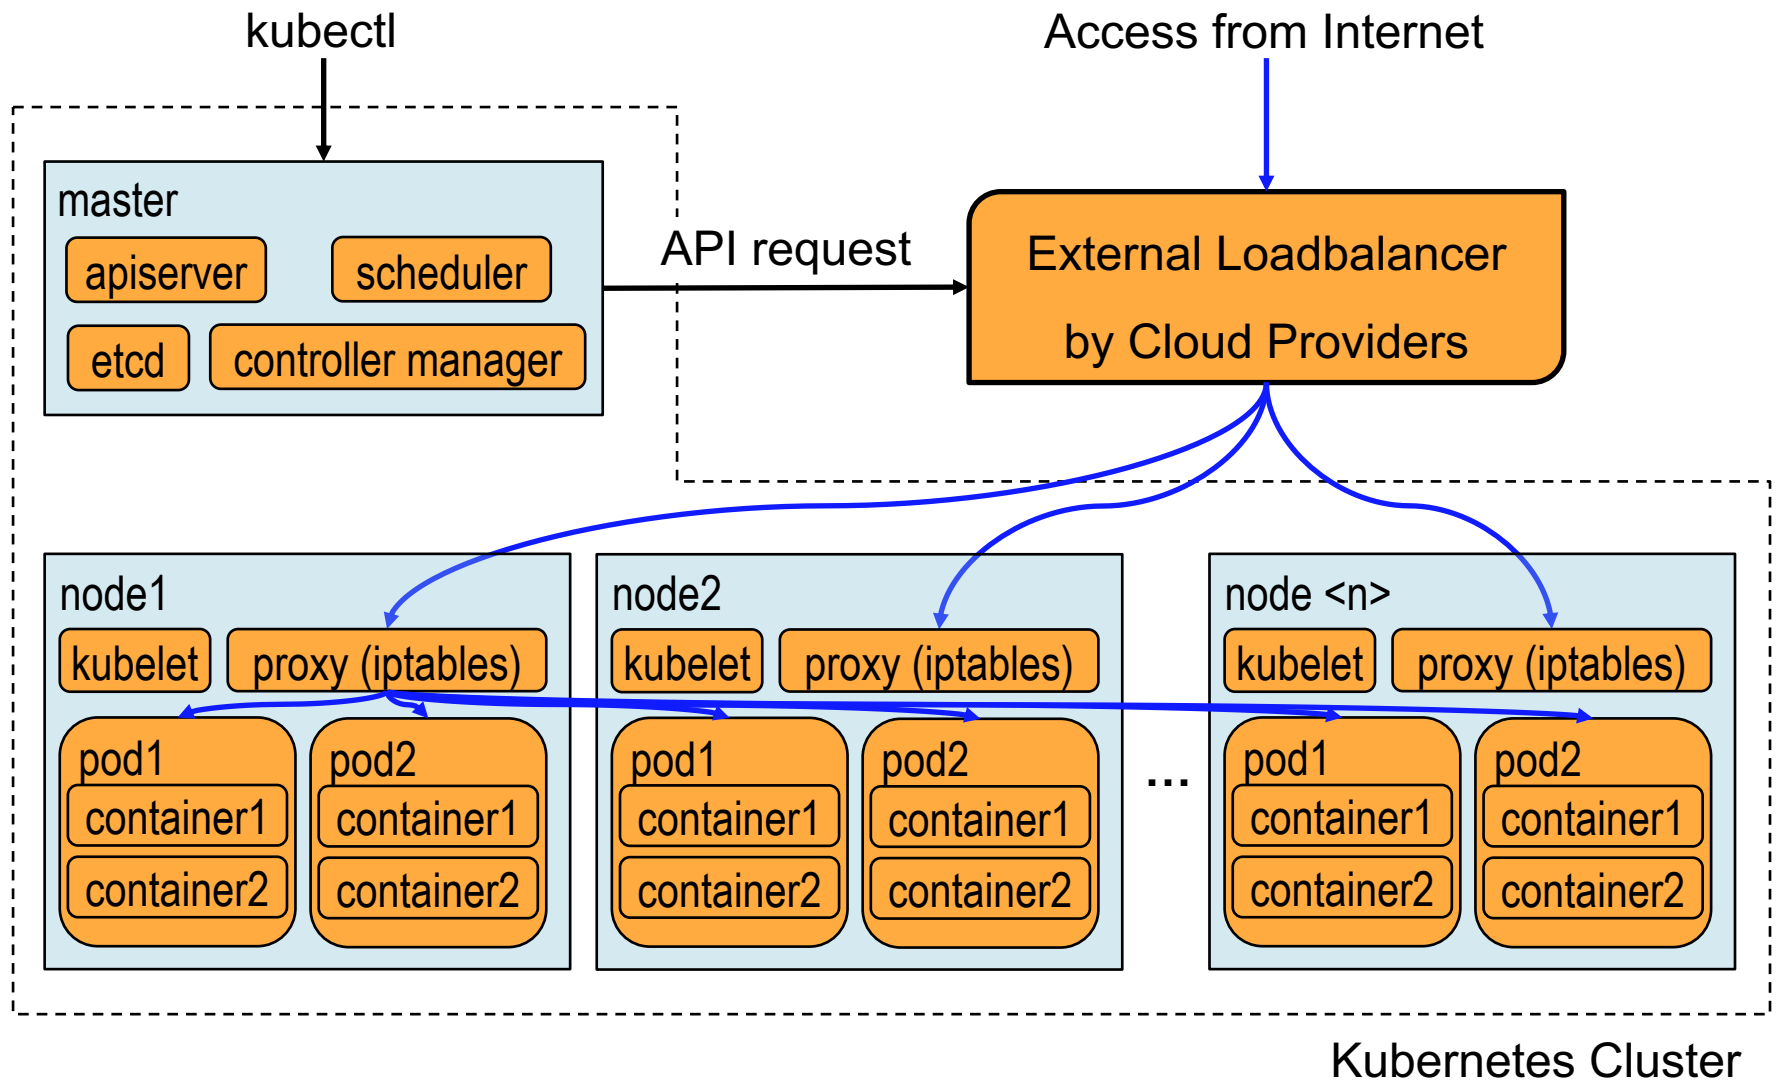 kubectl
Access from Internet
master
apiserver
scheduler
etcd
controller manager
API request
External Loadbalancer
by Cloud Providers
node1
kubelet
proxy (iptables)
pod1
container1
container2
pod2
container1
container2
node2
kubelet
proxy (iptables)
pod1
container1
container2
pod2
container1
container2
...
node <n>
kubelet
proxy (iptables)
pod1
container1
container2
pod2
container1
container2
Kubernetes Cluster